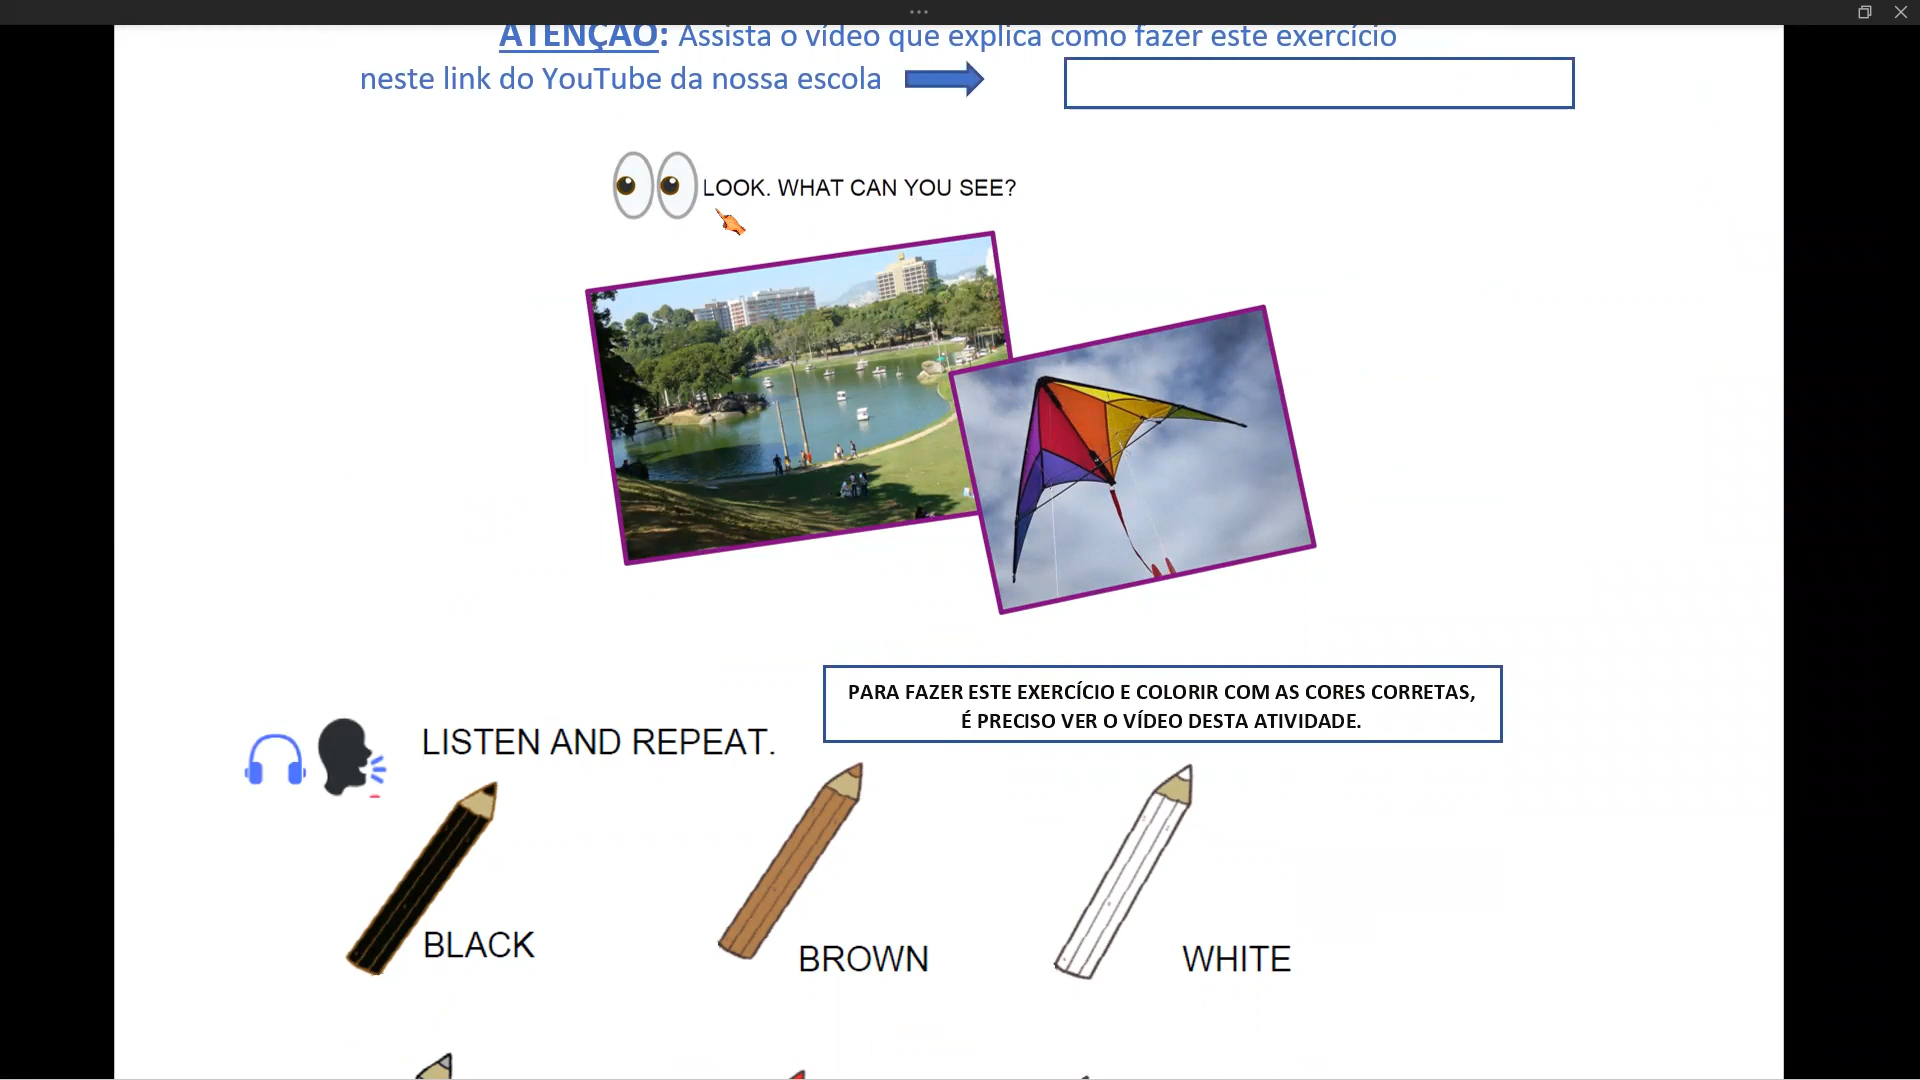 ATENÇÃO: Assista o vídeo que explica como fazer este exercício
neste link do YouTube da nossa escola
LOOK. WHAT CAN YOU SEE?
PARA FAZER ESTE EXERCÍCIO E COLORIR COM AS CORES CORRETAS,
É PRECISO VER O VÍDEO DESTA ATIVIDADE.
LISTEN AND REPEAT.
BLACK
BROWN
WHITE